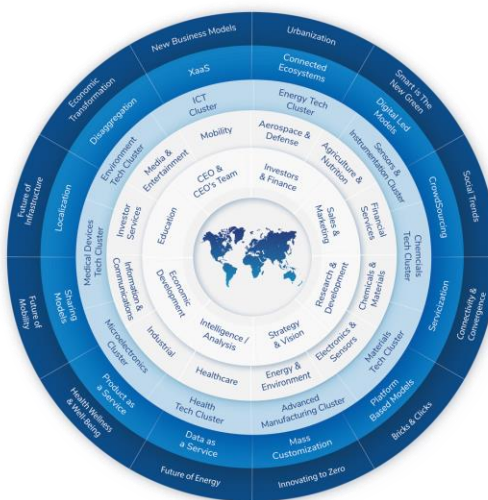 New Business Models
Urbanization
Smart is The
New Green
Social Trends
Connectivity &
Convergence
Bricks & Clicks
Innovating to Zero
Future of Energy
Health Wellness
& Well-Being
Future of
Mobility
Future of
Infrastructure
Economic
Transformation
XaaS
Connected
Ecosystems
Digital Led
Models
CrowdSourcing
Servicization
Platform
Based Models
Mass
Customization
Data as
a Service
Product as
a Service
Sharing
Models
Localization
Disaggregation
ICT
Cluster
Energy Tech
Cluster
Sensors &
Instrumentation Cluster
Chemcials
Tech Cluster
Materials
Tech Cluster
Advanced
Manufacturing Cluster
Health
Tech Cluster
Microelectronics
Cluster
Medical Devices
Tech Cluster
Environment
Tech Cluster
Mobility
Aerospace &
Defense
Agriculture &
Nutrition
Financial
Services
Chemicals &
Materials
Electronics &
Sensors
Energy &
Environment
Healthcare
Industrial
Information &
Communications
Investor
Services
Media &
Entertainment
CEO &
CEO's Team
Investors
& Finance
Sales &
Marketing
Research &
Development
Strategy
& Vision
Intelligence /
Analysis
Economic
Development
Education